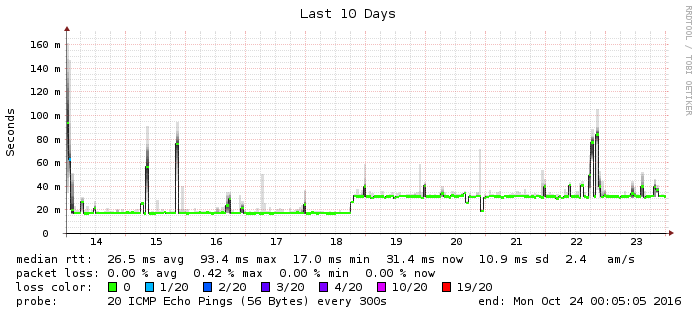 Last 10 Days
RRDTOOL / TOBI OETIKER
Seconds
160 m
140 m
120 m
100 m
80 m
60 m
40 m
20 m
0
14 15 16 17 18 19 20 21 22 23
median rtt: 26.5 ms avg 93.4 ms max 17.0 ms min 31.4 ms now 10.9 ms sd 2.4 am/s
packet loss: 0.00 % avg 0.42 % max 0.00 % min 0.00 % now
loss color: 0 1/20 2/20 3/20 4/20 10/20 19/20
probe: 20 ICMP Echo Pings (56 Bytes) every 300s end: Mon Oct 24 00:05:05 2016